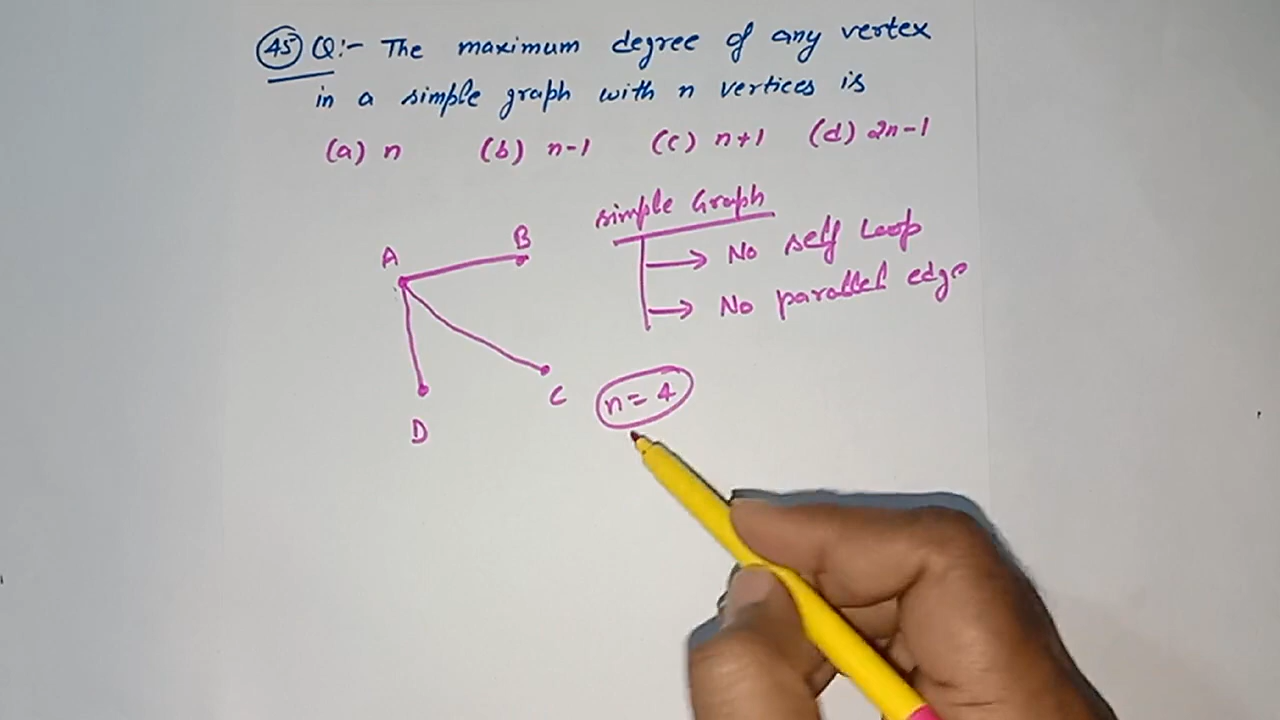 45 Q:- The maximum degree of any vertex
in a simple graph with n vertices is
(a) n (b) n-1 (c) n+1 (d) 2n-1
simple Graph
→ No self Loop
→ No parallel edge
A B
C
D
n = 4